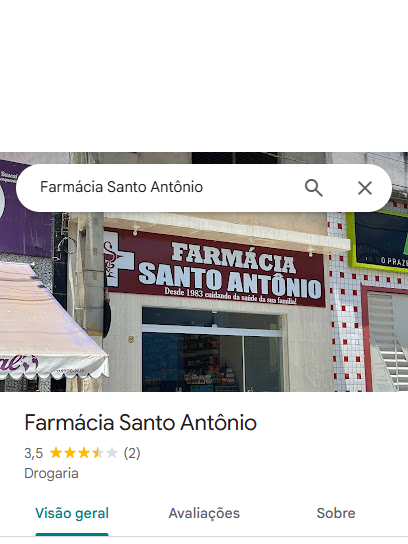 Farmácia Santo Antônio
FARMÁCIA
SANTO ANTÔNIO
Desde 1983 cuidando da saúde da sua família!
O PRAZE
Farmácia Santo Antônio
3,5 (2)
Drogaria
Visão geral Avaliações Sobre